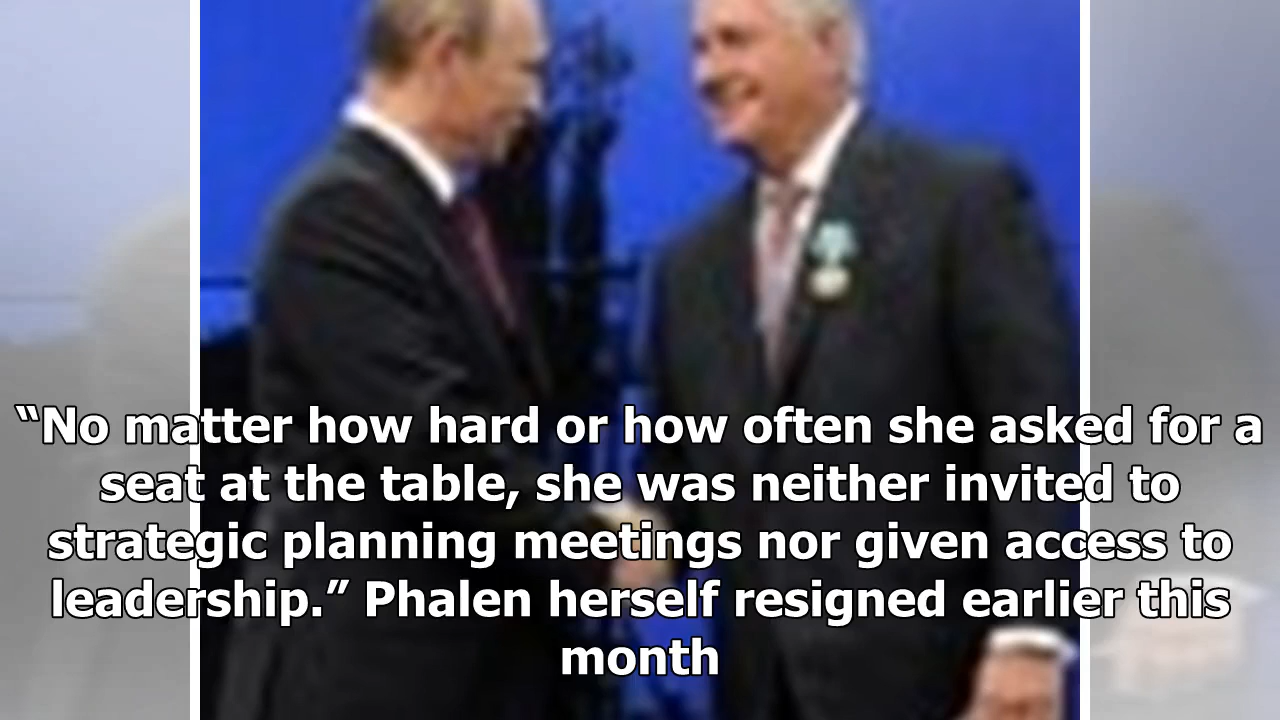 “No matter how hard or how often she asked for a
seat at the table, she was neither invited to
strategic planning meetings nor given access to
leadership.” Phalen herself resigned earlier this
month